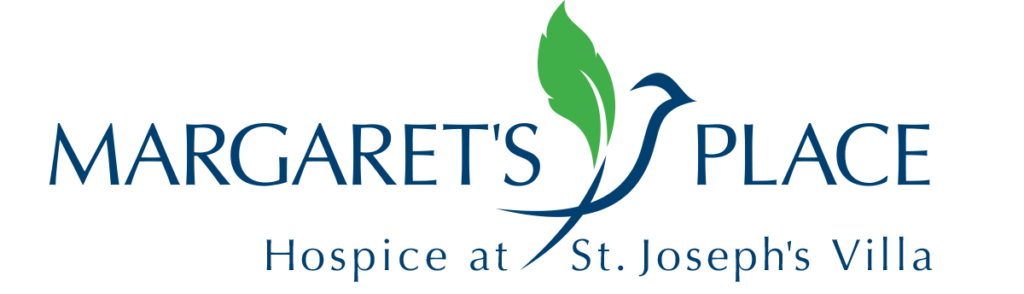 MARGARET'S PLACE
Hospice at St. Joseph's Villa